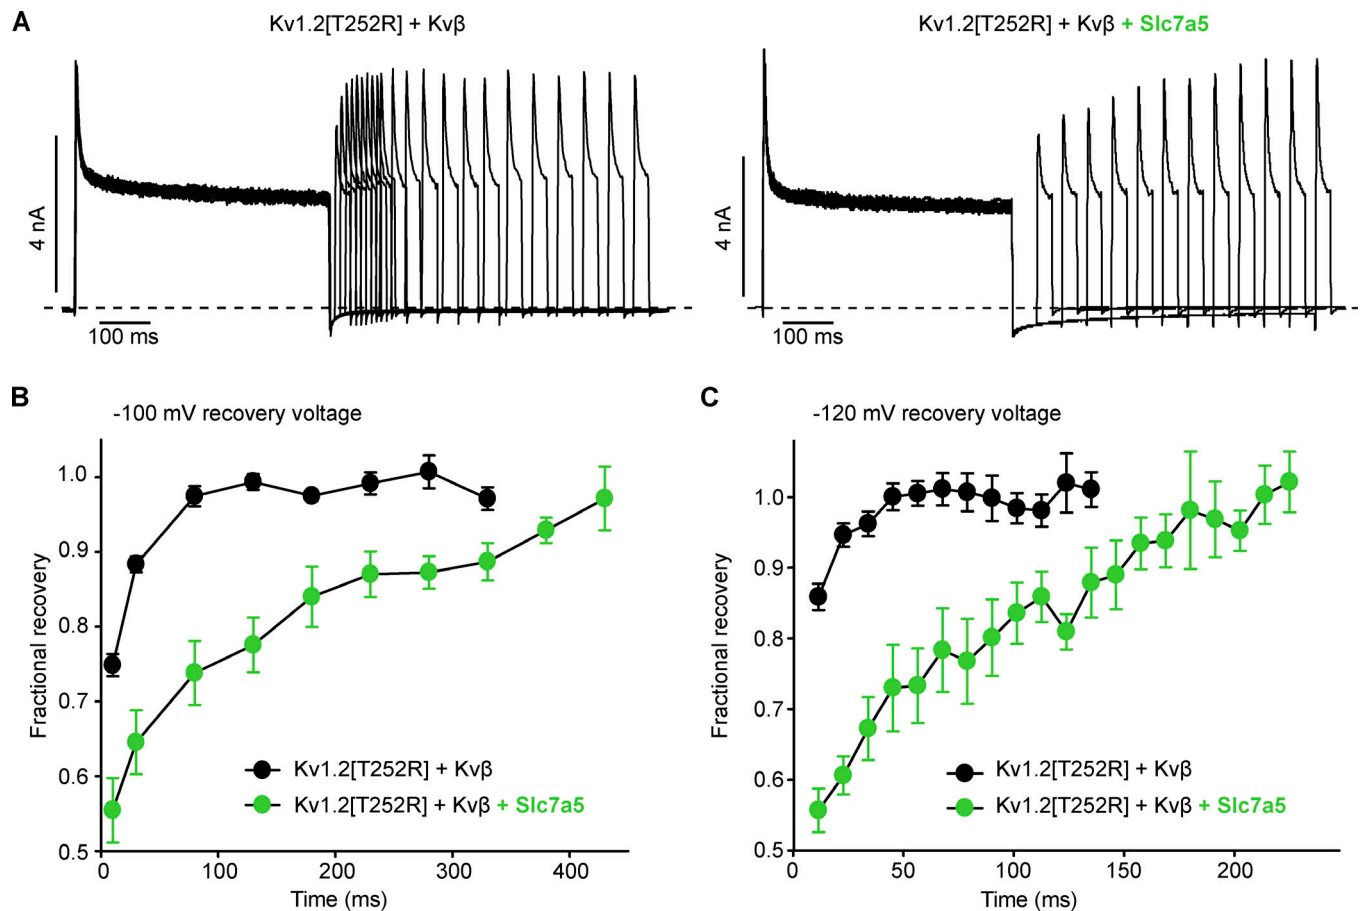 A
Kv1.2[T252R] + Kvβ
Kv1.2[T252R] + Kvβ + Slc7a5
4 nA
100 ms
4 nA
100 ms
B
-100 mV recovery voltage
Fractional recovery
1.0
0.9
0.8
0.7
0.6
0.5
0
100
200
300
400
Time (ms)
Kv1.2[T252R] + Kvβ
Kv1.2[T252R] + Kvβ + Slc7a5
C
-120 mV recovery voltage
Fractional recovery
1.0
0.9
0.8
0.7
0.6
0.5
0
50
100
150
200
Time (ms)
Kv1.2[T252R] + Kvβ
Kv1.2[T252R] + Kvβ + Slc7a5